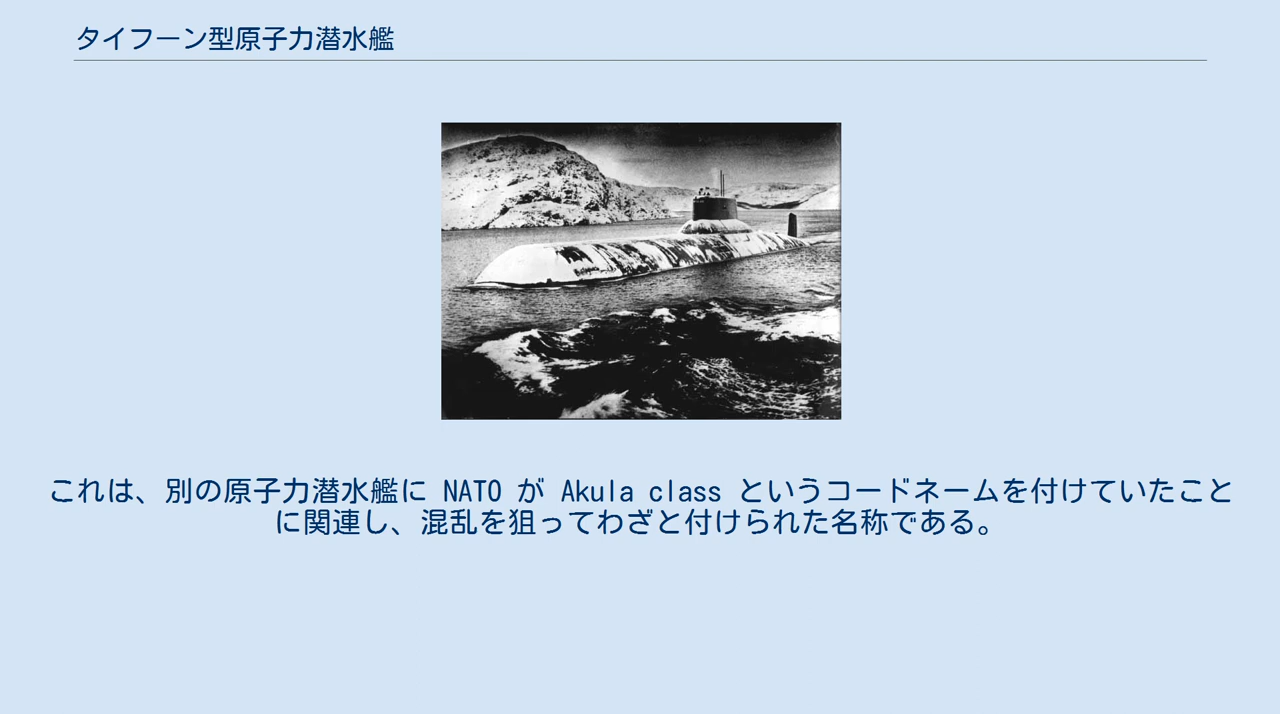 タイフーン型原子力潜水艦
これは、別の原子力潜水艦に NATO が Akula class というコードネームを付けていたこと
に関連し、混乱を狙ってわざと付けられた名称である。